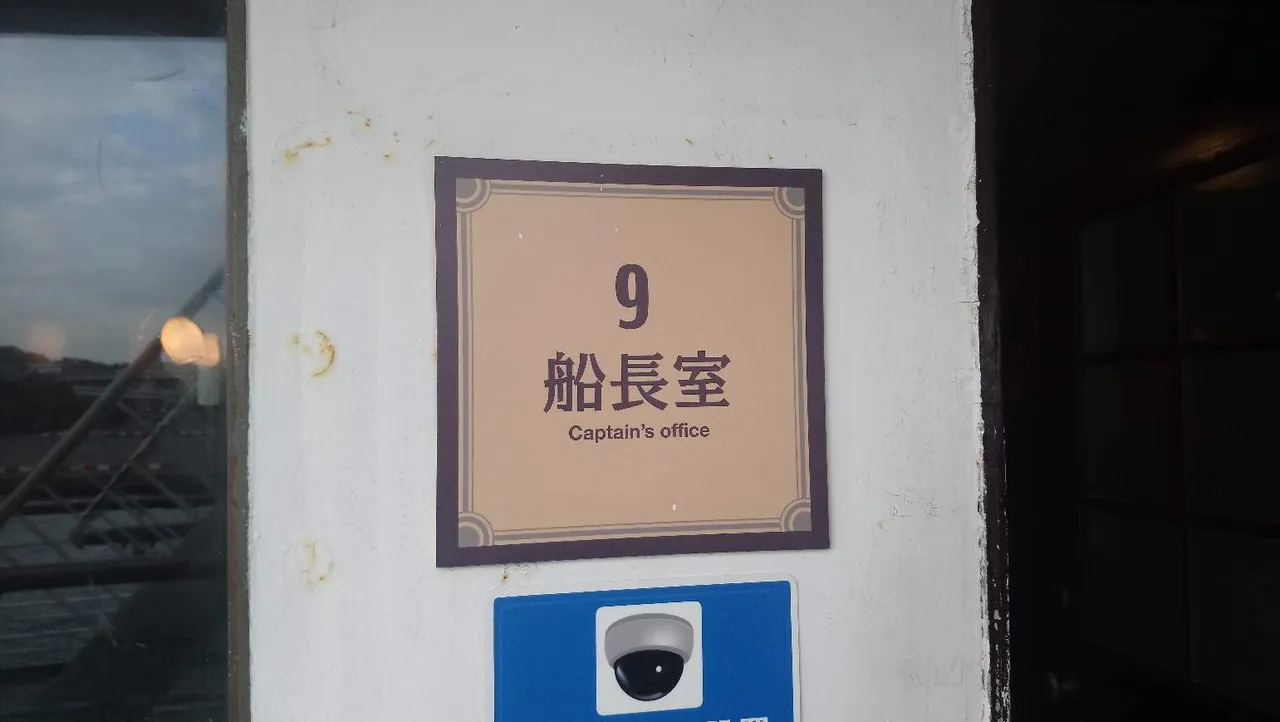 9
船長室
Captain's office